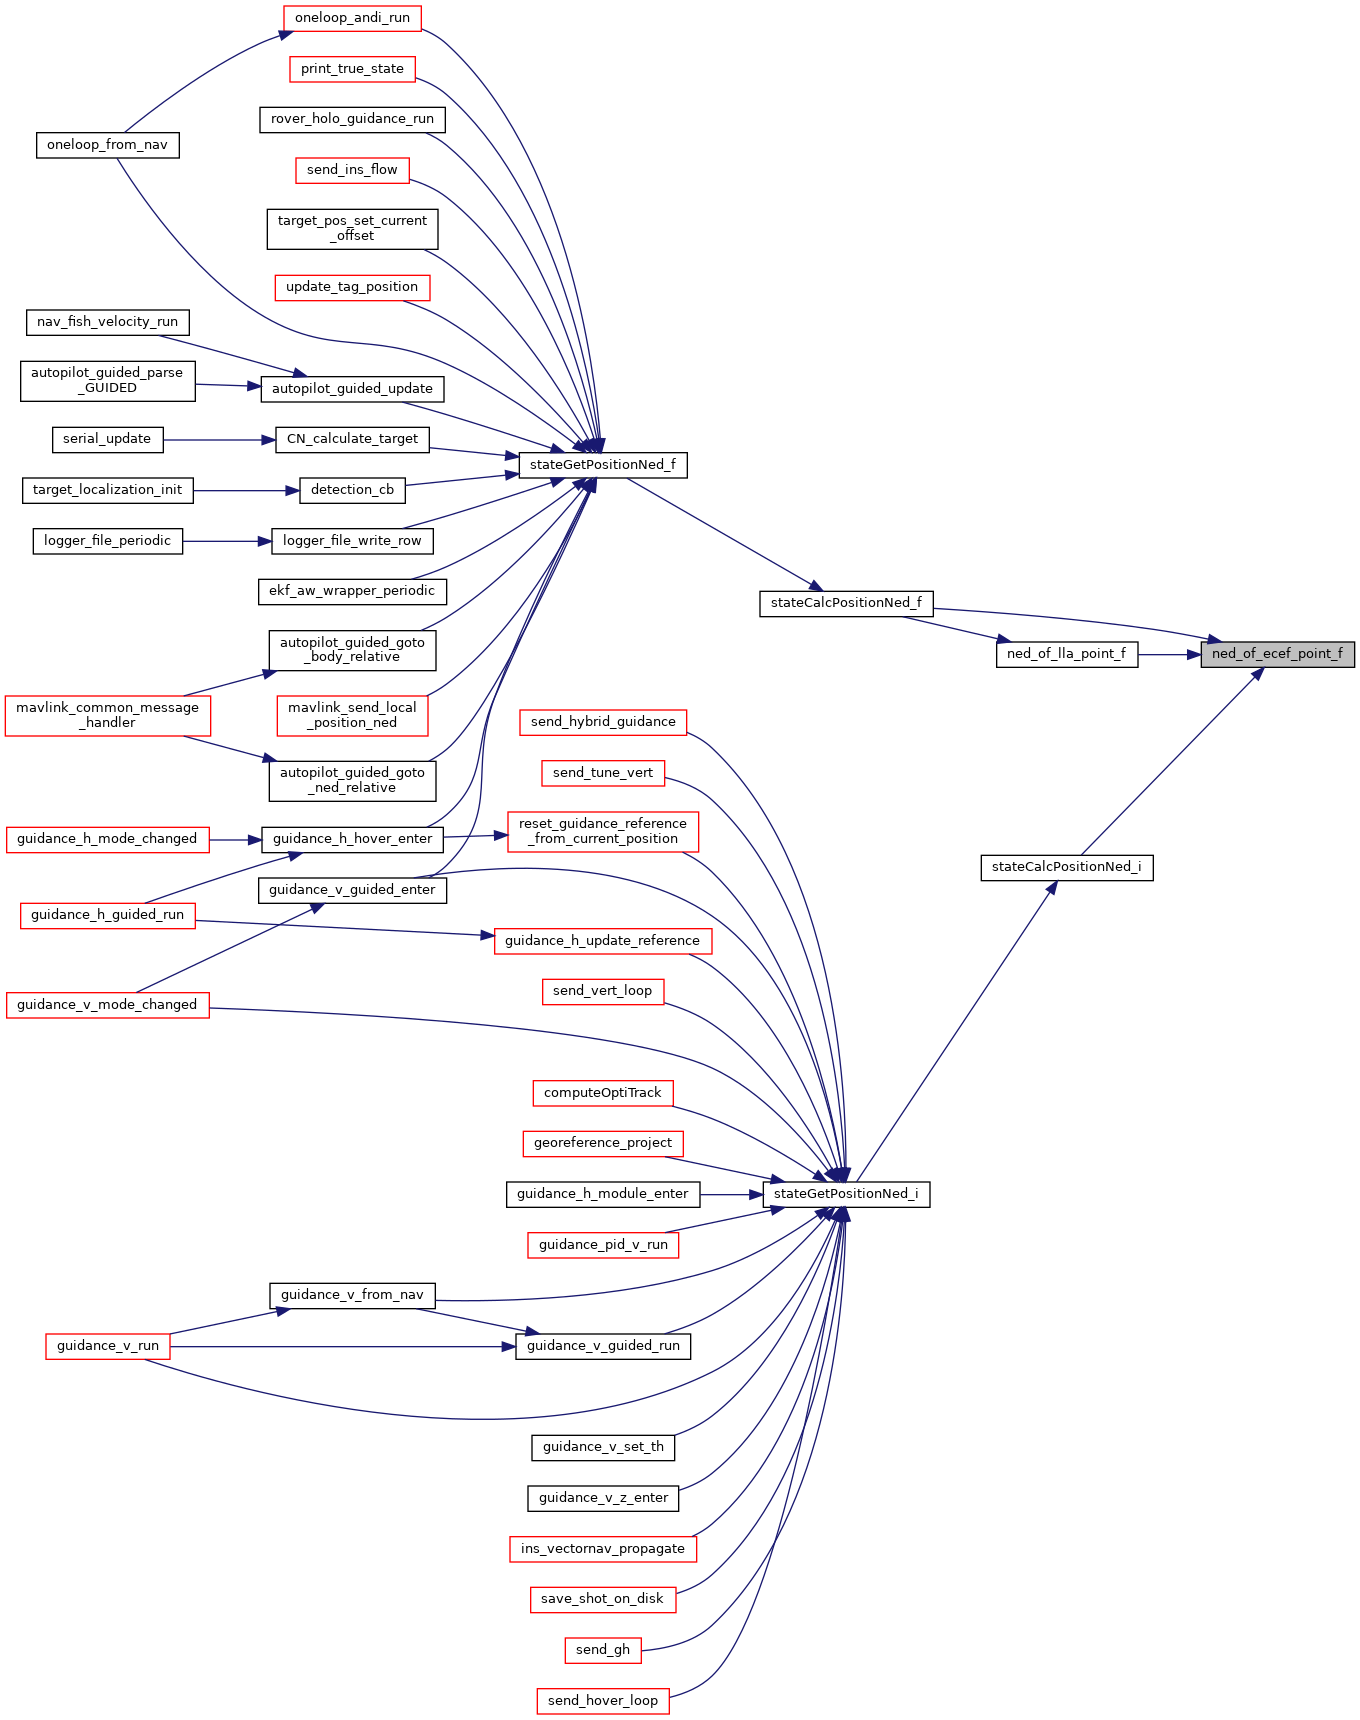 oneloop_andi_run
print_true_state
rover_holo_guidance_run
oneloop_from_nav
send_ins_flow
target_pos_set_current
_offset
update_tag_position
nav_fish_velocity_run
autopilot_guided_parse
_GUIDED
autopilot_guided_update
serial_update
CN_calculate_target
stateGetPositionNed_f
target_localization_init
detection_cb
logger_file_periodic
logger_file_write_row
ekf_aw_wrapper_periodic
stateCalcPositionNed_f
autopilot_guided_goto
_body_relative
ned_of_lla_point_f
ned_of_ecef_point_f
mavlink_common_message
_handler
mavlink_send_local
_position_ned
send_hybrid_guidance
autopilot_guided_goto
_ned_relative
send_tune_vert
guidance_h_mode_changed
guidance_h_hover_enter
reset_guidance_reference
_from_current_position
stateCalcPositionNed_i
guidance_v_guided_enter
guidance_h_guided_run
guidance_h_update_reference
send_vert_loop
guidance_v_mode_changed
computeOptiTrack
georeference_project
guidance_h_module_enter
stateGetPositionNed_i
guidance_pid_v_run
guidance_v_from_nav
guidance_v_run
guidance_v_guided_run
guidance_v_set_th
guidance_v_z_enter
ins_vectornav_propagate
save_shot_on_disk
send_gh
send_hover_loop